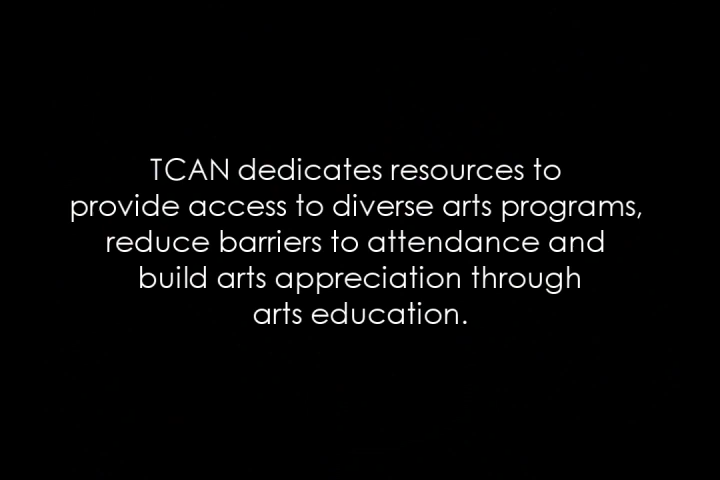 TCAN dedicates resources to
provide access to diverse arts programs,
reduce barriers to attendance and
build arts appreciation through
arts education.